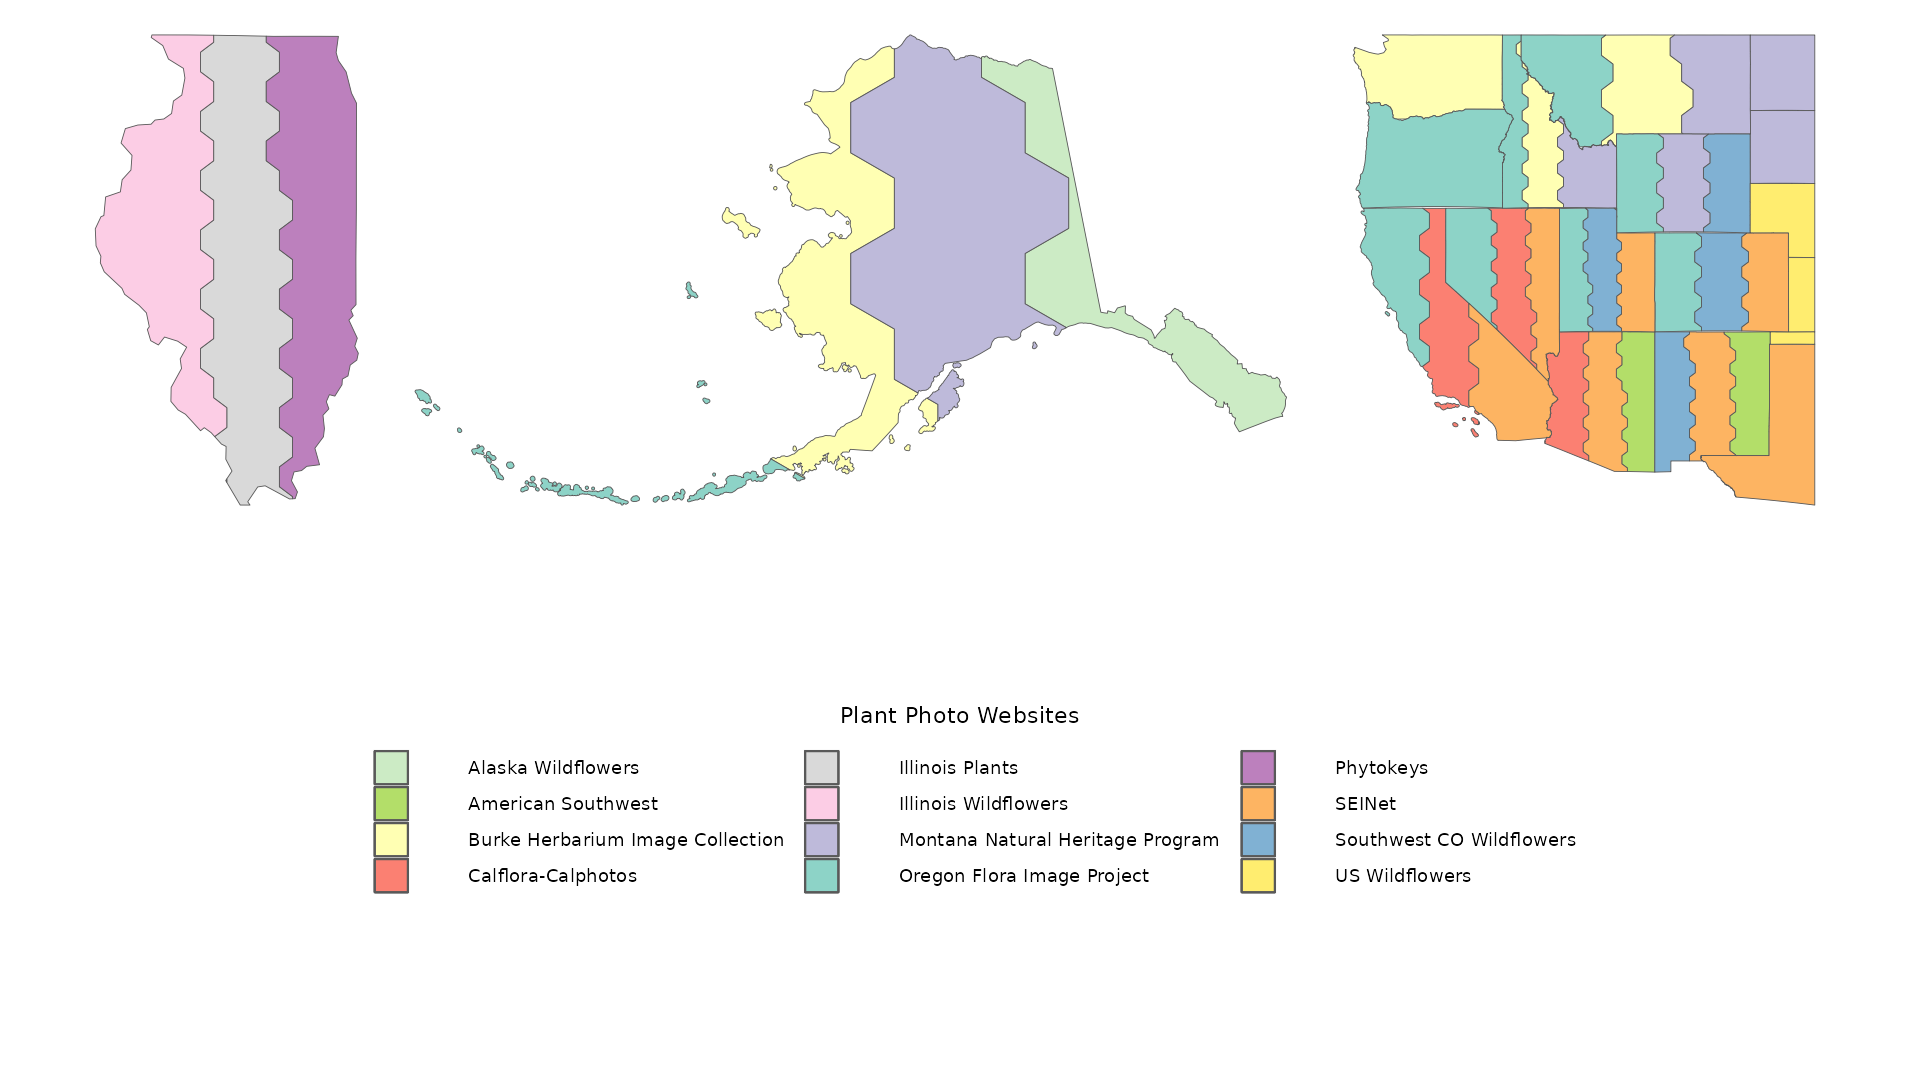 Plant Photo Websites
Alaska Wildflowers
American Southwest
Burke Herbarium Image Collection
Calflora-Calphotos
Illinois Plants
Illinois Wildflowers
Montana Natural Heritage Program
Oregon Flora Image Project
Phytokeys
SEINet
Southwest CO Wildflowers
US Wildflowers